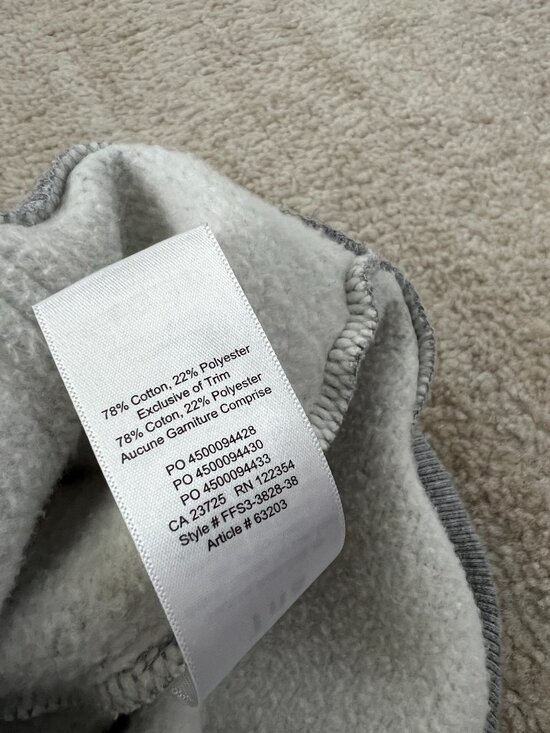 78% Cotton, 22% Polyester
Exclusive of Trim
78% Coton, 22% Polyester
Aucune Garniture Comprise
PO 4500094428
PO 4500094430
PO 4500094433
CA 23725 RN 122354
Style # FFS3-3828-38
Article # 63203